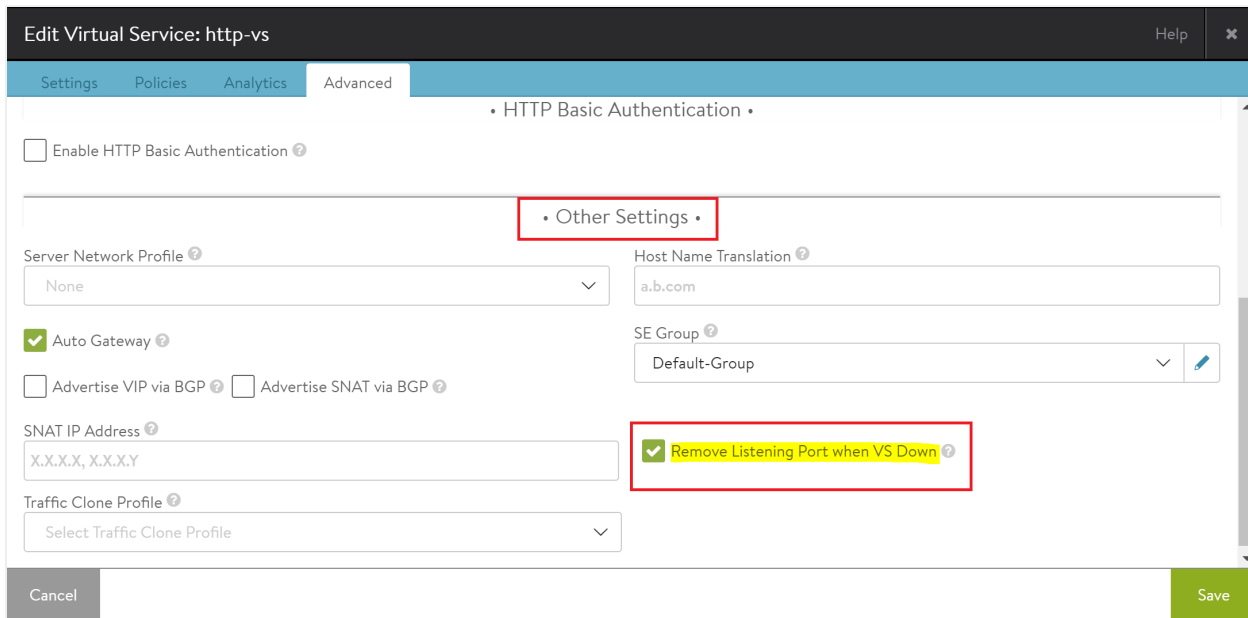 Edit Virtual Service: http-vs
Help
Settings Policies Analytics Advanced
• HTTP Basic Authentication •
Enable HTTP Basic Authentication
• Other Settings •
Server Network Profile
None
Host Name Translation
a.b.com
Auto Gateway
SE Group
Default-Group
Advertise VIP via BGP Advertise SNAT via BGP
SNAT IP Address
X.X.X.X, X.X.X.Y
Remove Listening Port when VS Down
Traffic Clone Profile
Select Traffic Clone Profile
Cancel
Save